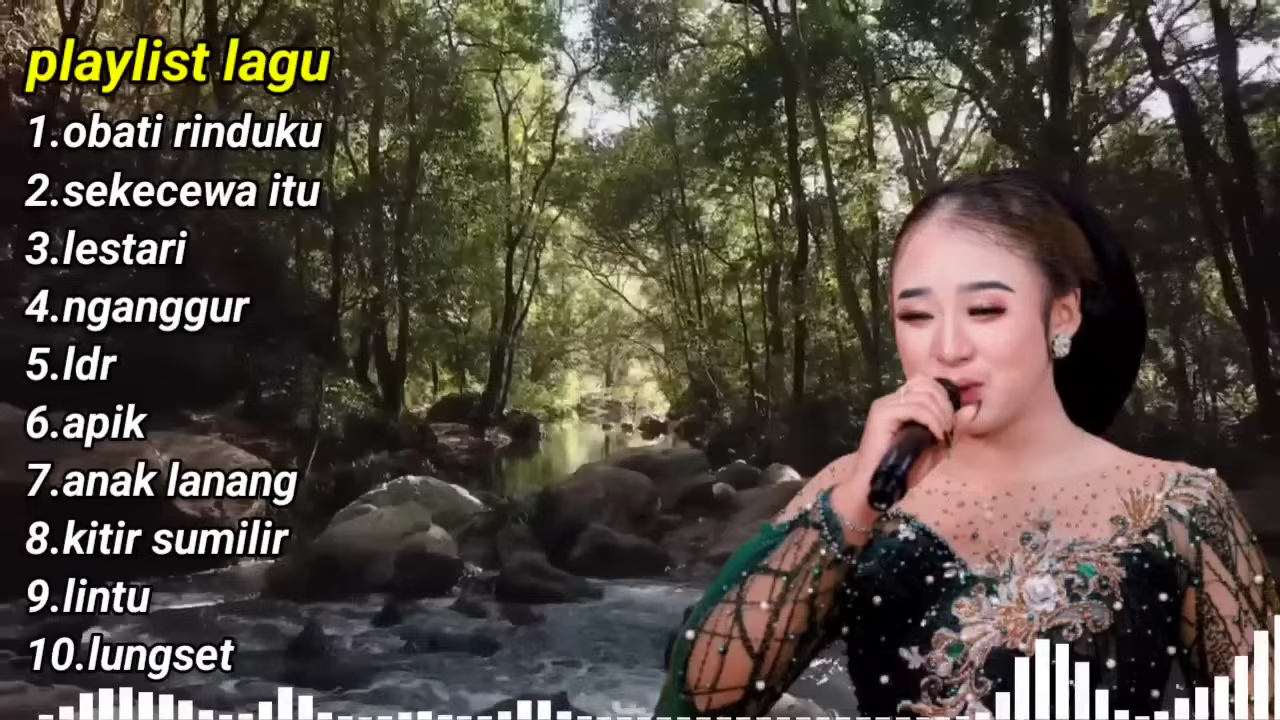 playlist lagu
1.obati rinduku
2.sekecewa itu
3.lestari
4.nganggur
5.ldr
6.apik
7.anak lanang
8.kitir sumilir
9.lintu
10.lungset